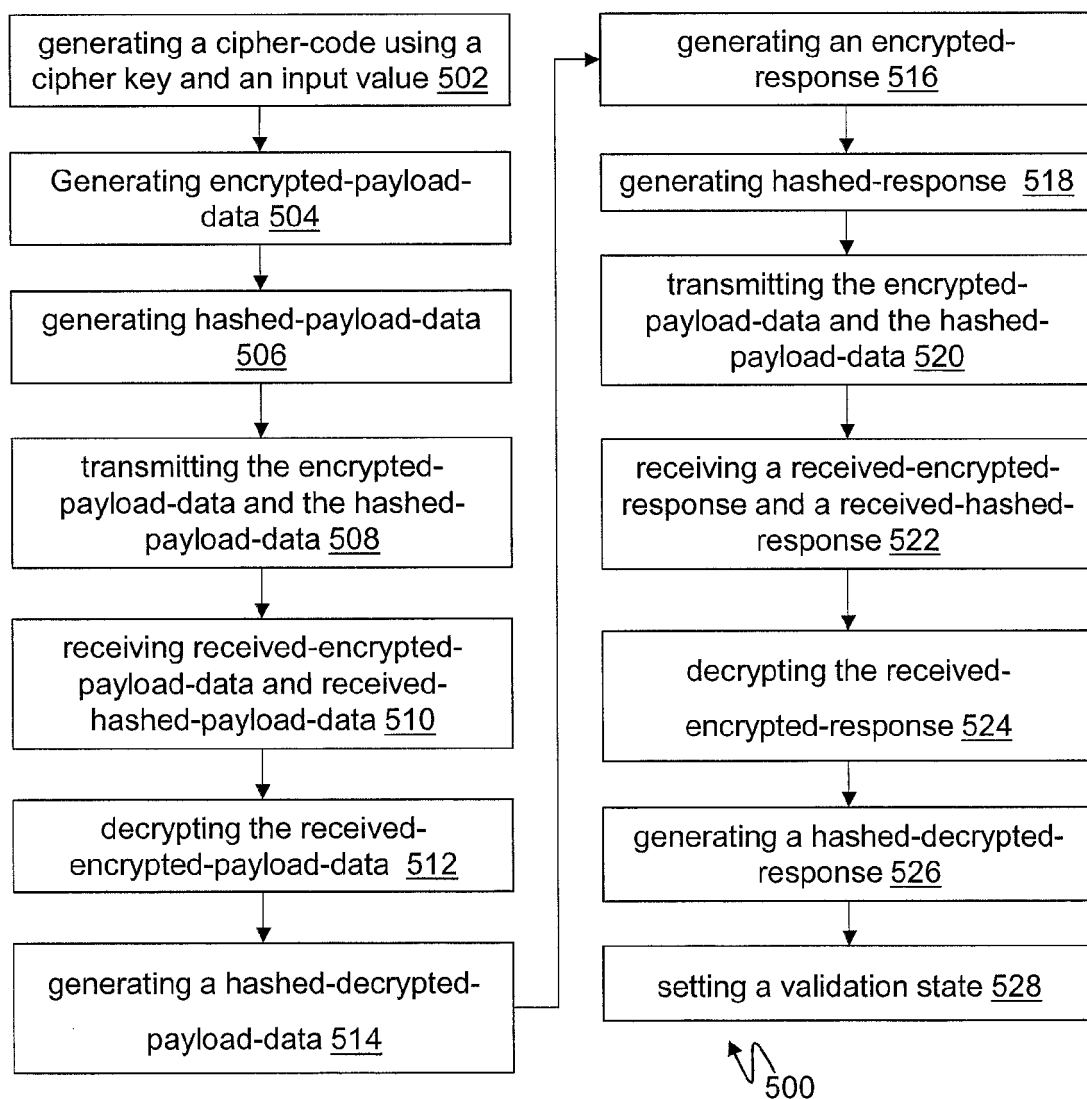 generating a cipher-code using a
cipher key and an input value 502
Generating encrypted-payload-
data 504
generating hashed-payload-data
506
transmitting the encrypted-
payload-data and the hashed-
payload-data 508
receiving received-encrypted-
payload-data and received-
hashed-payload-data 510
decrypting the received-
encrypted-payload-data 512
generating a hashed-decrypted-
payload-data 514
generating an encrypted-
response 516
generating hashed-response 518
transmitting the encrypted-
payload-data and the hashed-
payload-data 520
receiving a received-encrypted-
response and a received-hashed-
response 522
decrypting the received-
encrypted-response 524
generating a hashed-decrypted-
response 526
setting a validation state 528
500